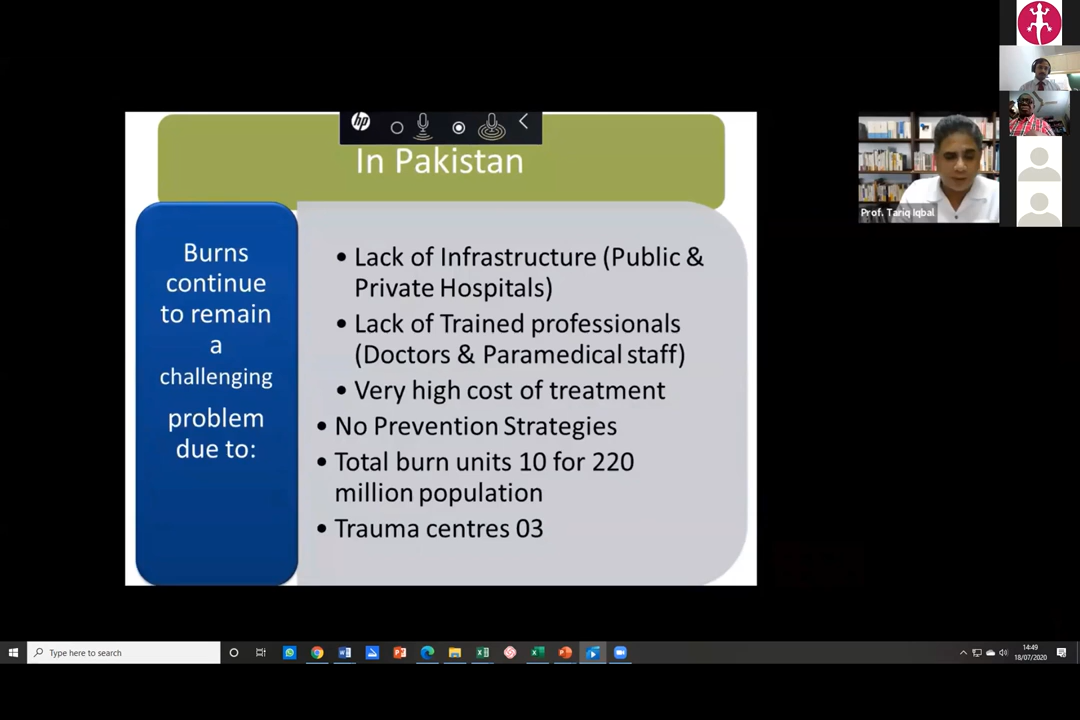 hp
In Pakistan
Burns
continue
to remain
a
challenging
problem
due to:
• Lack of Infrastructure (Public &
Private Hospitals)
• Lack of Trained professionals
(Doctors & Paramedical staff)
• Very high cost of treatment
• No Prevention Strategies
• Total burn units 10 for 220
million population
• Trauma centres 03
Prof. Tariq Iqbal
Type here to search
14:49
18/07/2020